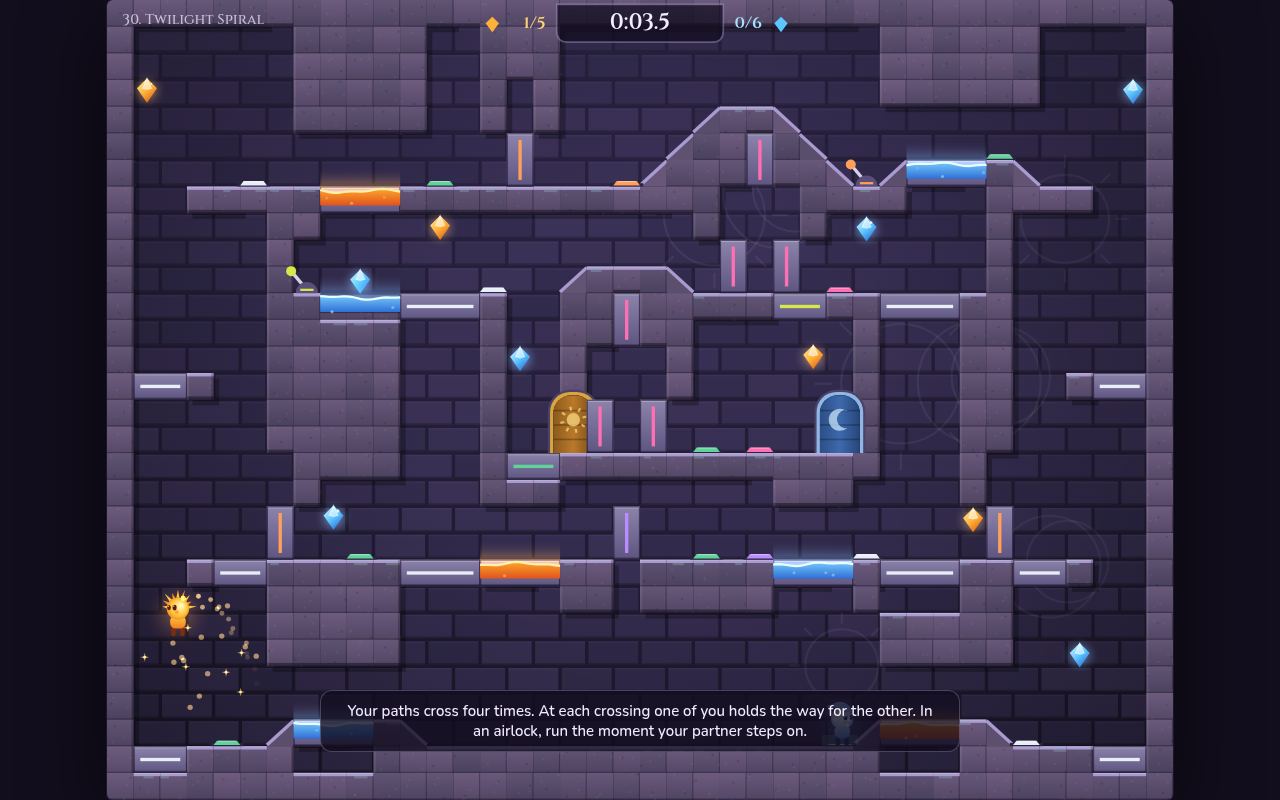 30. Twilight Spiral
1/5
0:03.5
0/6
Your paths cross four times. At each crossing one of you holds the way for the other. In
an airlock, run the moment your partner steps on.